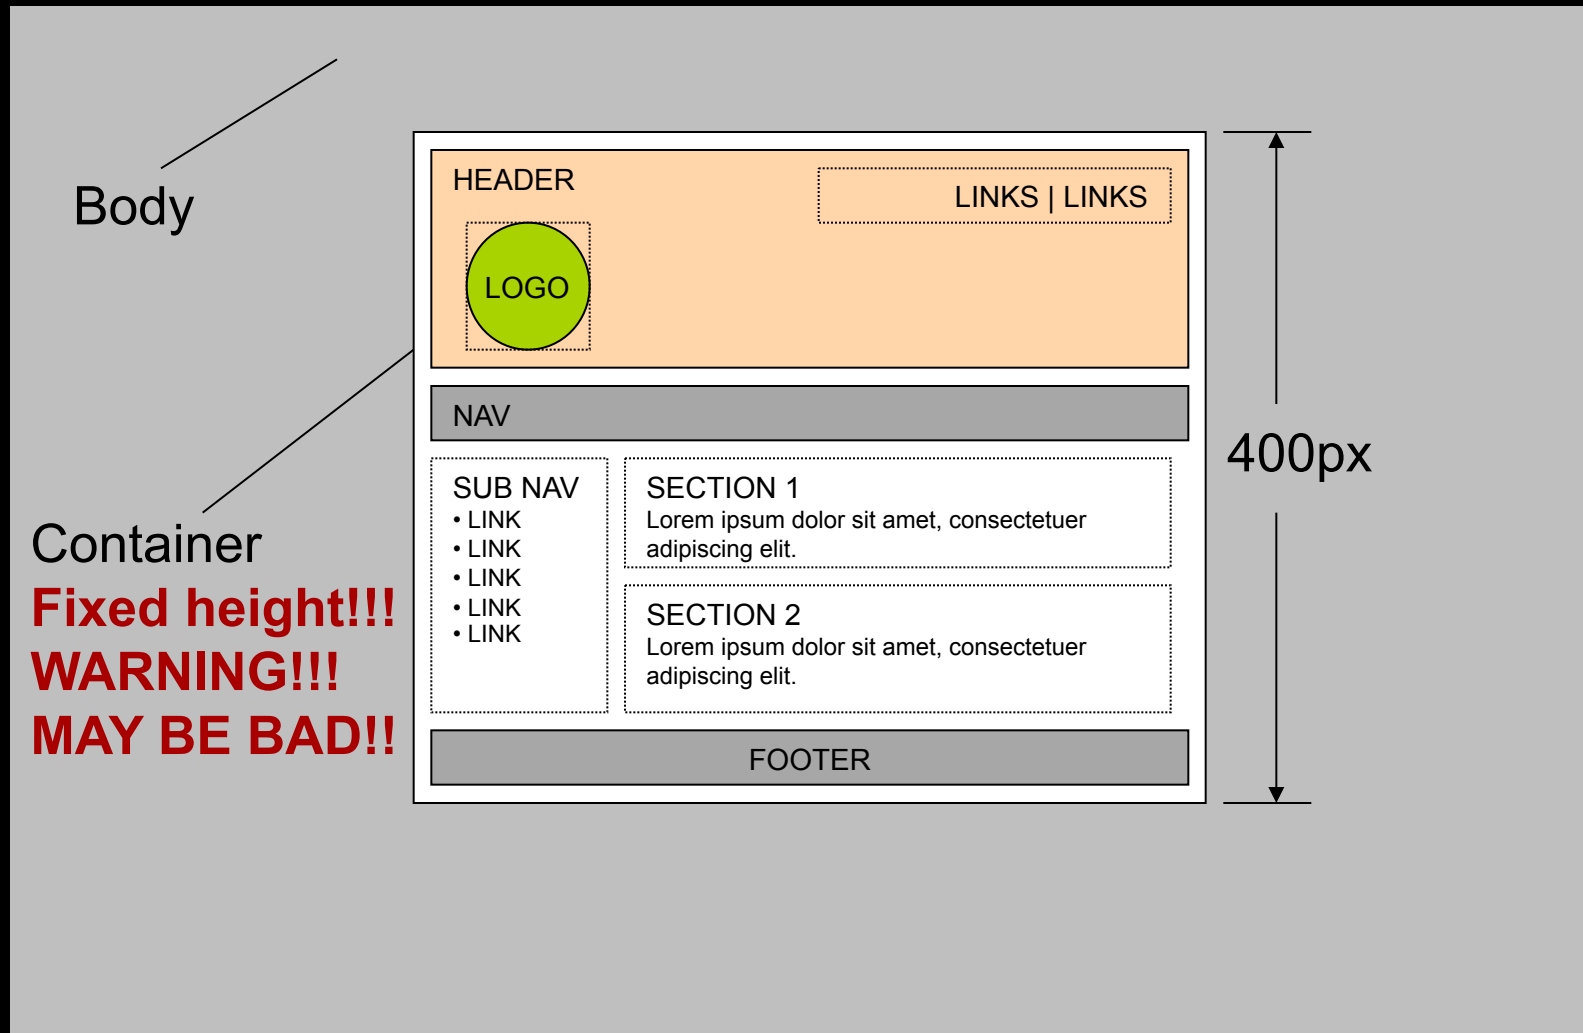 Body
HEADER
LINKS | LINKS
LOGO
NAV
400px
SUB NAV
• LINK
• LINK
• LINK
• LINK
• LINK
SECTION 1
Lorem ipsum dolor sit amet, consectetuer
adipiscing elit.
SECTION 2
Lorem ipsum dolor sit amet, consectetuer
adipiscing elit.
Container
Fixed height!!!
WARNING!!!
MAY BE BAD!!
FOOTER